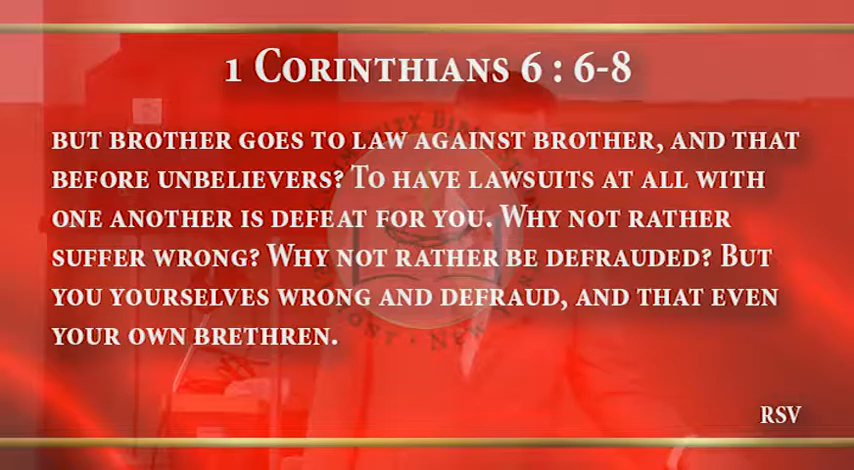 1 Corinthians 6 : 6-8
but brother goes to law against brother, and that
before unbelievers? To have lawsuits at all with
one another is defeat for you. Why not rather
suffer wrong? Why not rather be defrauded? But
you yourselves wrong and defraud, and that even
your own brethren.
RSV